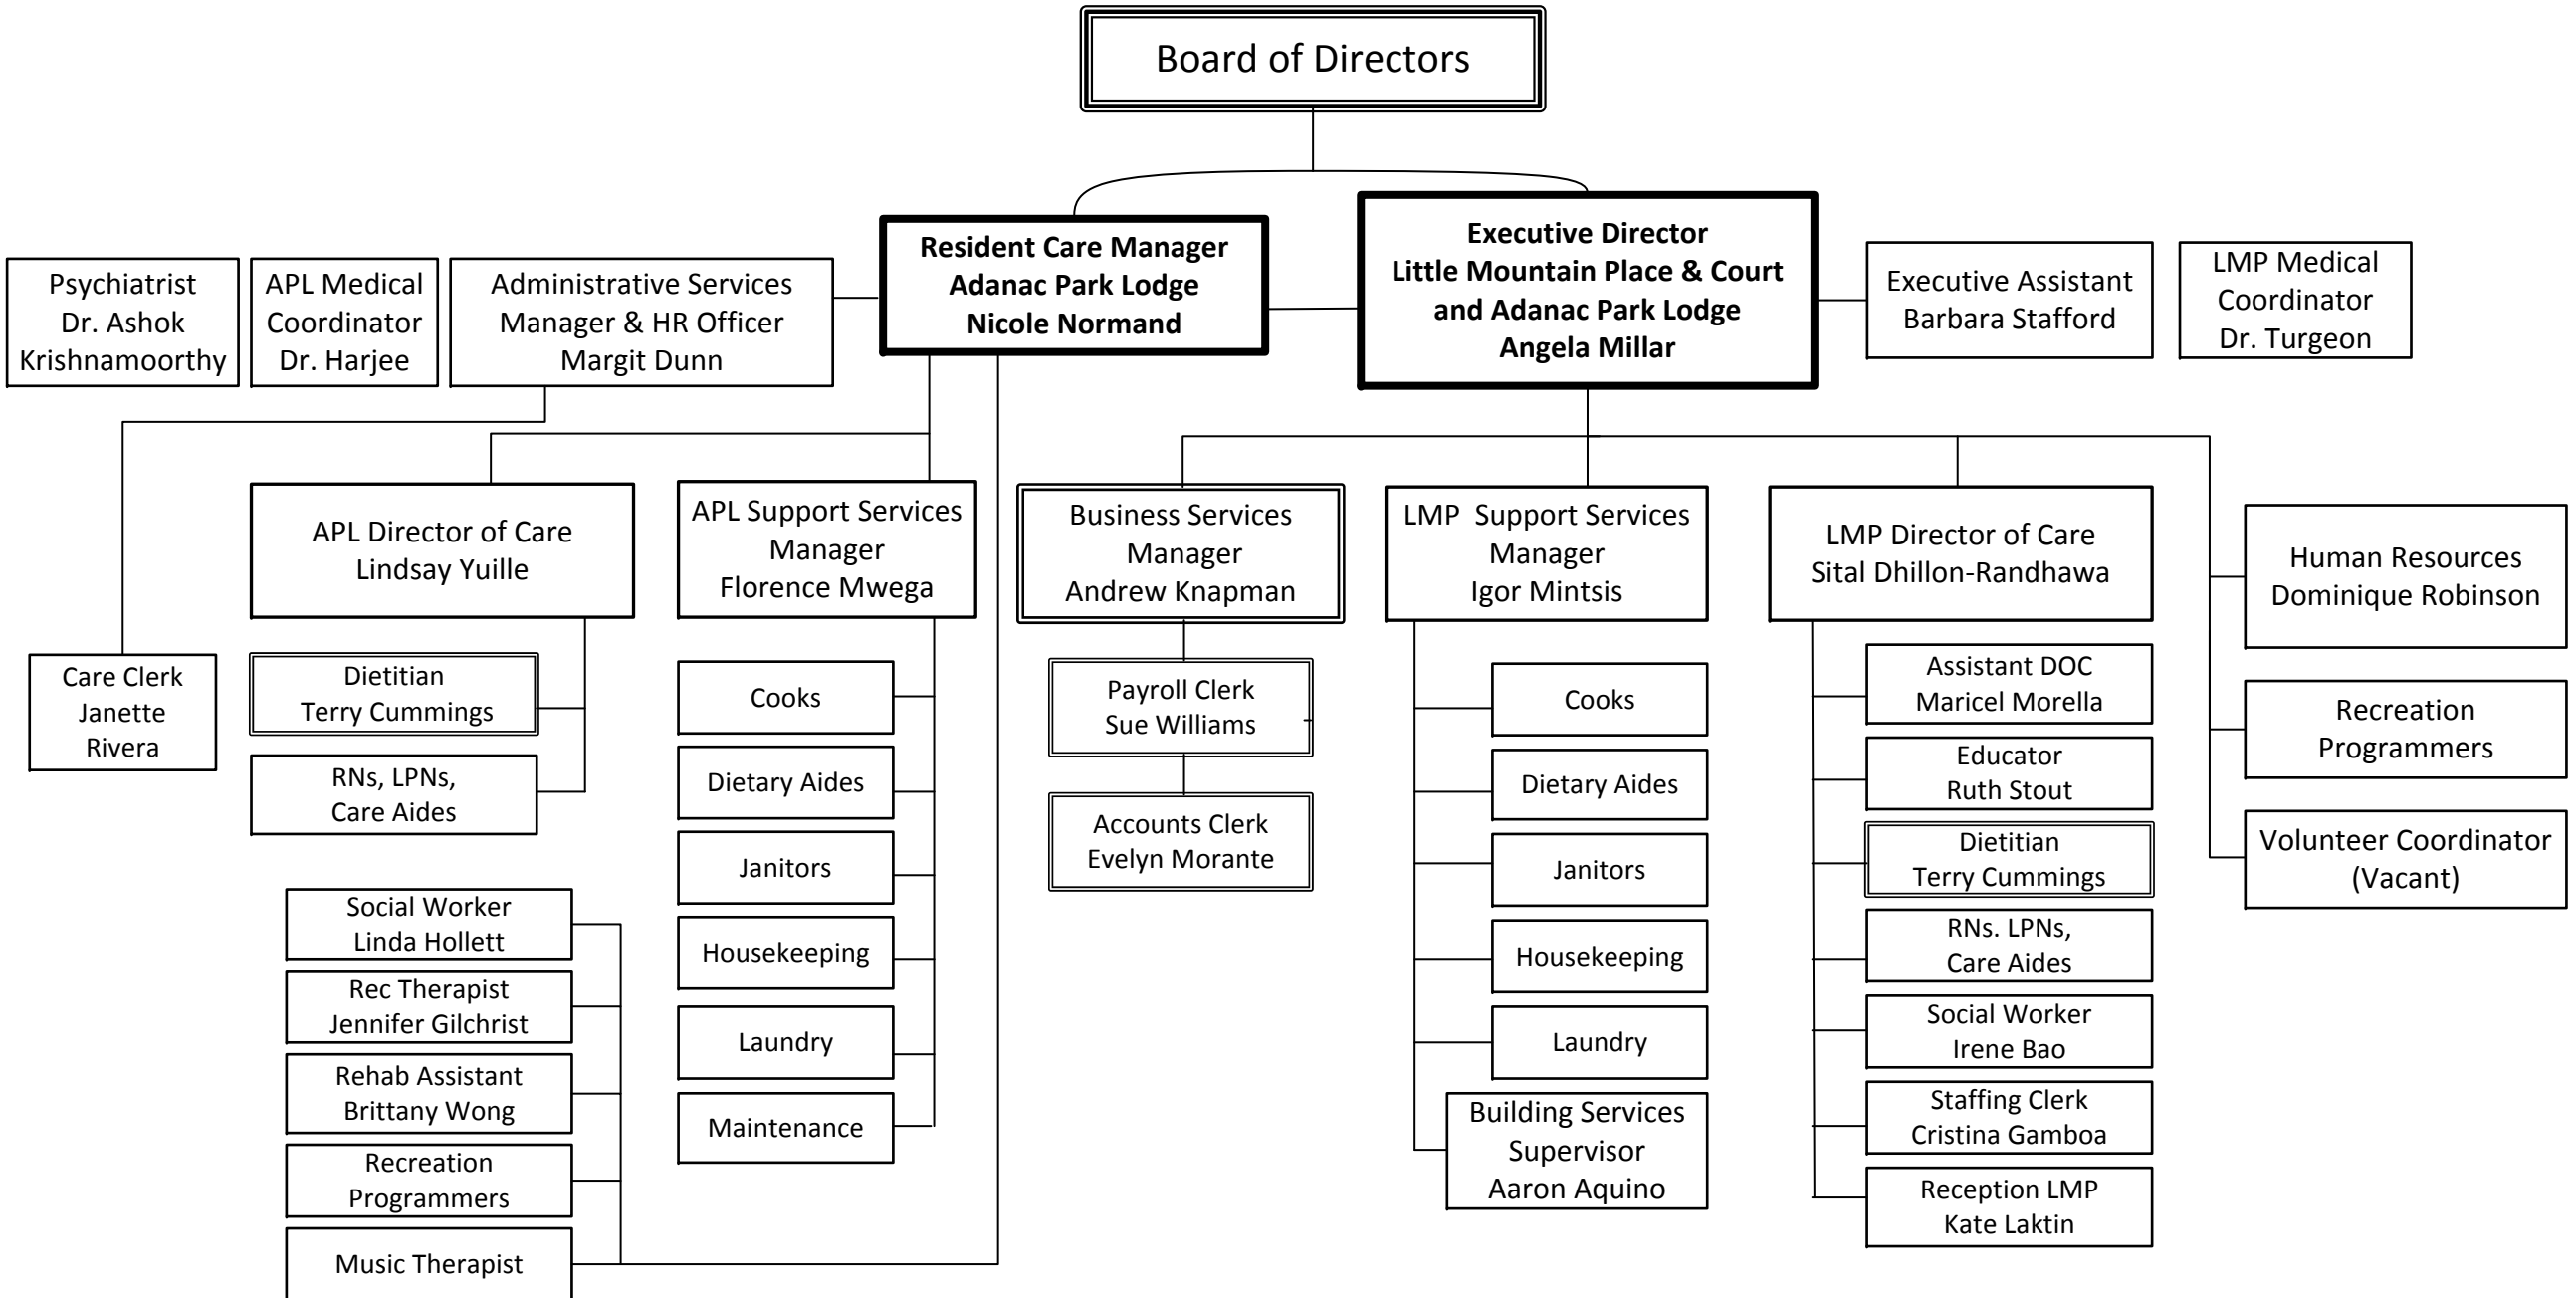 Board of Directors
Resident Care Manager
Adanac Park Lodge
Nicole Normand
Executive Director
Little Mountain Place & Court
and Adanac Park Lodge
Angela Millar
Psychiatrist
Dr. Ashok
Krishnamoorthy
APL Medical
Coordinator
Dr. Harjee
Administrative Services
Manager & HR Officer
Margit Dunn
Executive Assistant
Barbara Stafford
LMP Medical
Coordinator
Dr. Turgeon
APL Director of Care
Lindsay Yuille
APL Support Services
Manager
Florence Mwega
Business Services
Manager
Andrew Knapman
LMP  Support Services
Manager
Igor Mintsis
LMP Director of Care
Sital Dhillon-Randhawa
Human Resources
Dominique Robinson
Care Clerk
Janette
Rivera
Dietitian
Terry Cummings
RNs, LPNs,
Care Aides
Social Worker
Linda Hollett
Rec Therapist
Jennifer Gilchrist
Rehab Assistant
Brittany Wong
Recreation
Programmers
Music Therapist
Cooks
Dietary Aides
Janitors
Housekeeping
Laundry
Maintenance
Payroll Clerk
Sue Williams
Accounts Clerk
Evelyn Morante
Cooks
Dietary Aides
Janitors
Housekeeping
Laundry
Building Services
Supervisor
Aaron Aquino
Assistant DOC
Maricel Morella
Educator
Ruth Stout
Dietitian
Terry Cummings
RNs. LPNs,
Care Aides
Social Worker
Irene Bao
Staffing Clerk
Cristina Gamboa
Reception LMP
Kate Laktin
Recreation
Programmers
Volunteer Coordinator
(Vacant)